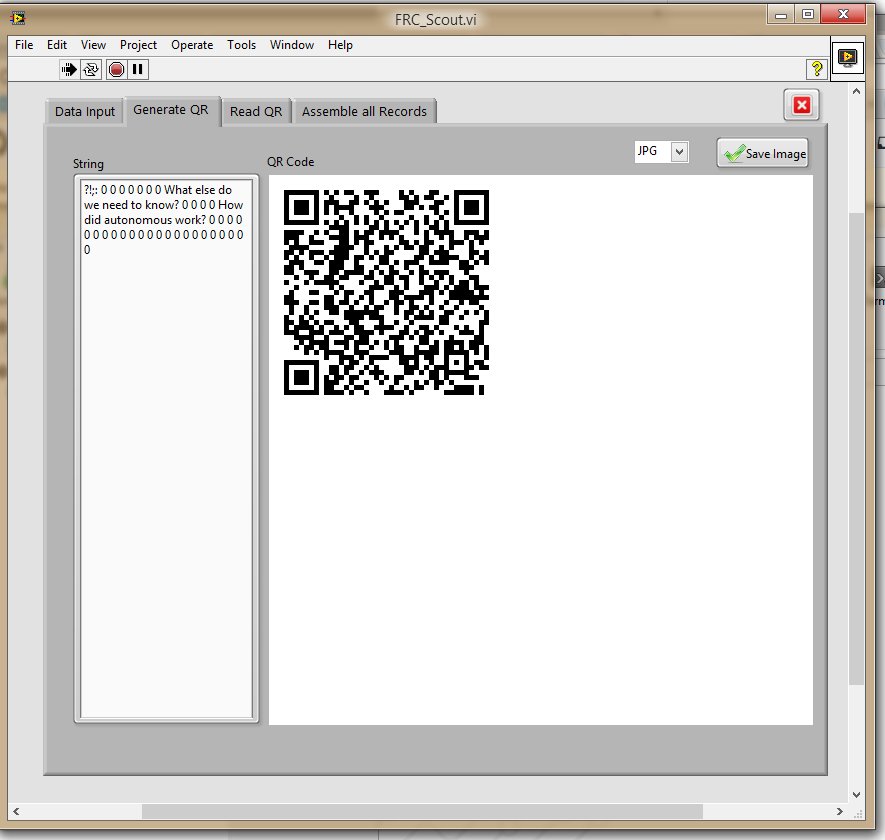 FRC_Scout.vi
File Edit View Project Operate Tools Window Help
?
Data Input Generate QR Read QR Assemble all Records
String
QR Code
JPG
Save Image
?!;: 0 0 0 0 0 0 0 What else do
we need to know? 0 0 0 0 How
did autonomous work? 0 0 0 0
0 0 0 0 0 0 0 0 0 0 0 0 0 0 0 0 0 0
0